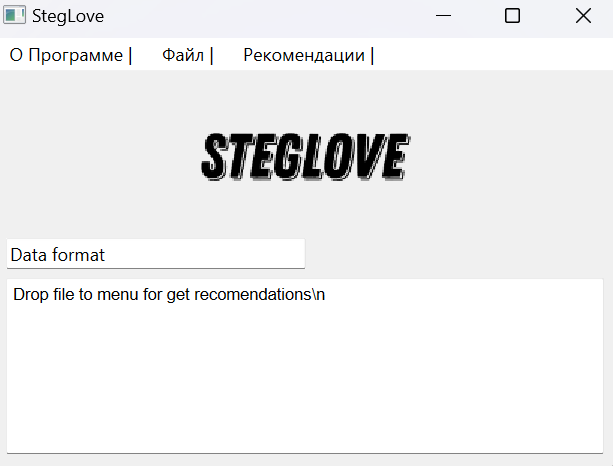 StegLove
О Программе | Файл | Рекомендации |
STEGLOVE
Data format
Drop file to menu for get recomendations\n